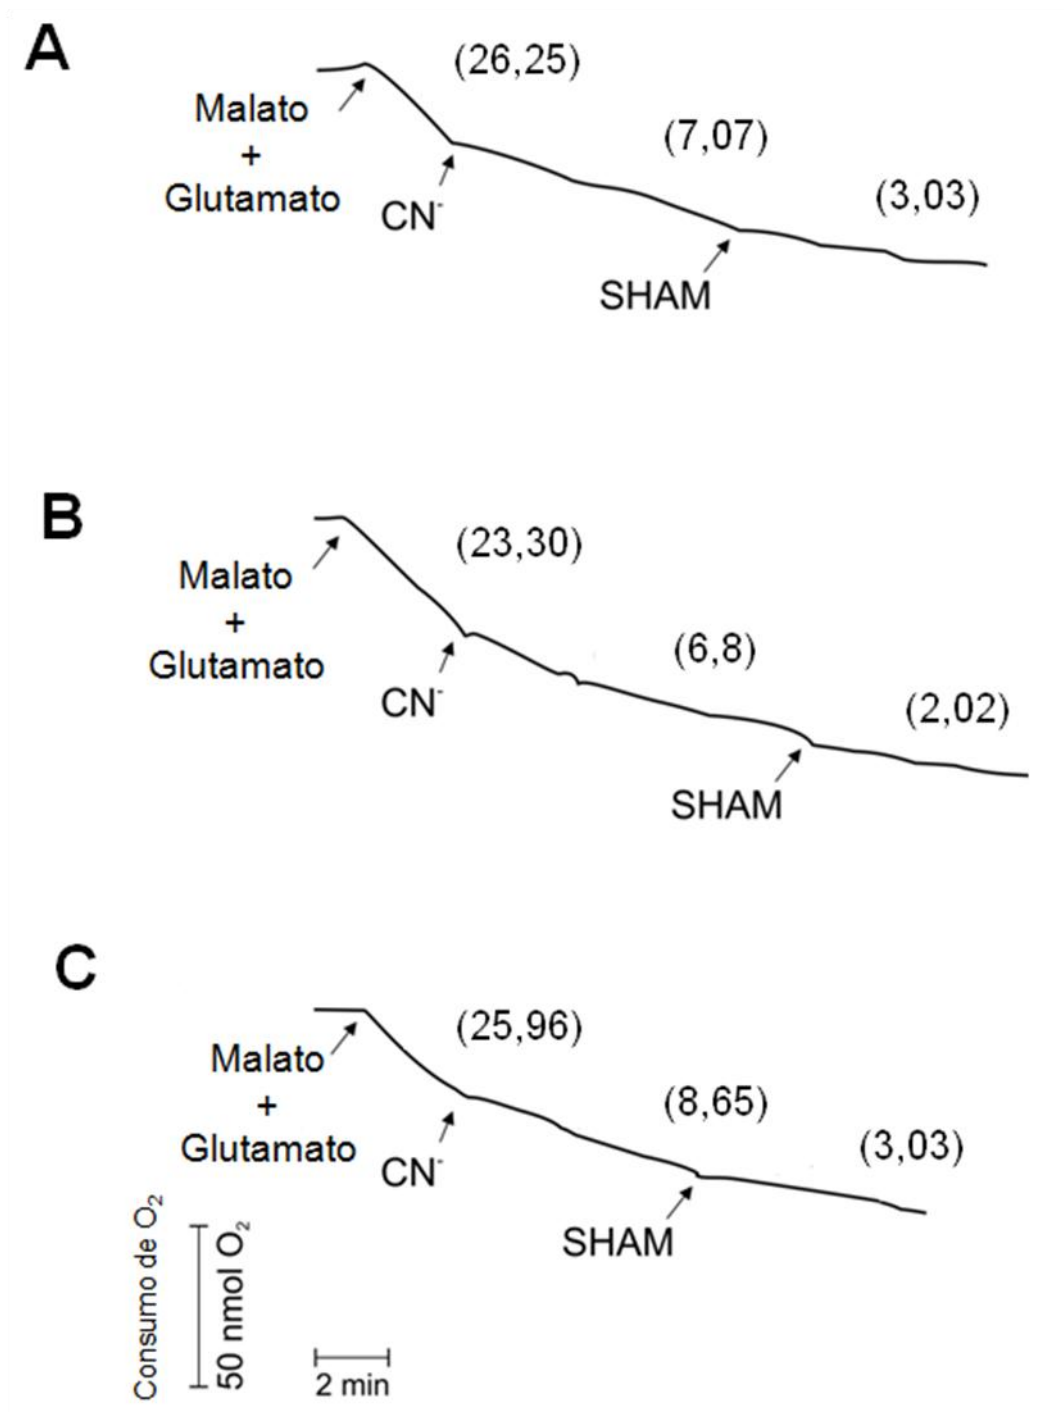 A
(26,25)
Malato
+
Glutamato
(7,07)
(3,03)
CN⁻
SHAM
B
(23,30)
Malato
+
Glutamato
(6,8)
(2,02)
CN⁻
SHAM
C
(25,96)
Malato
+
Glutamato
(8,65)
(3,03)
CN⁻
SHAM
Consumo de O₂
50 nmol O₂
2 min